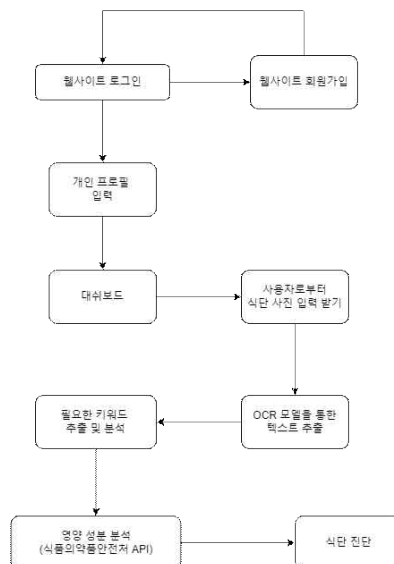 웹사이트 로그인
웹사이트 회원가입
개인 프로필
입력
대쉬보드
사용자로부터
식단 사진 입력 받기
필요한 키워드
추출 및 분석
OCR 모델을 통한
텍스트 추출
영양 성분 분석
(식품의약품안전처 API)
식단 진단